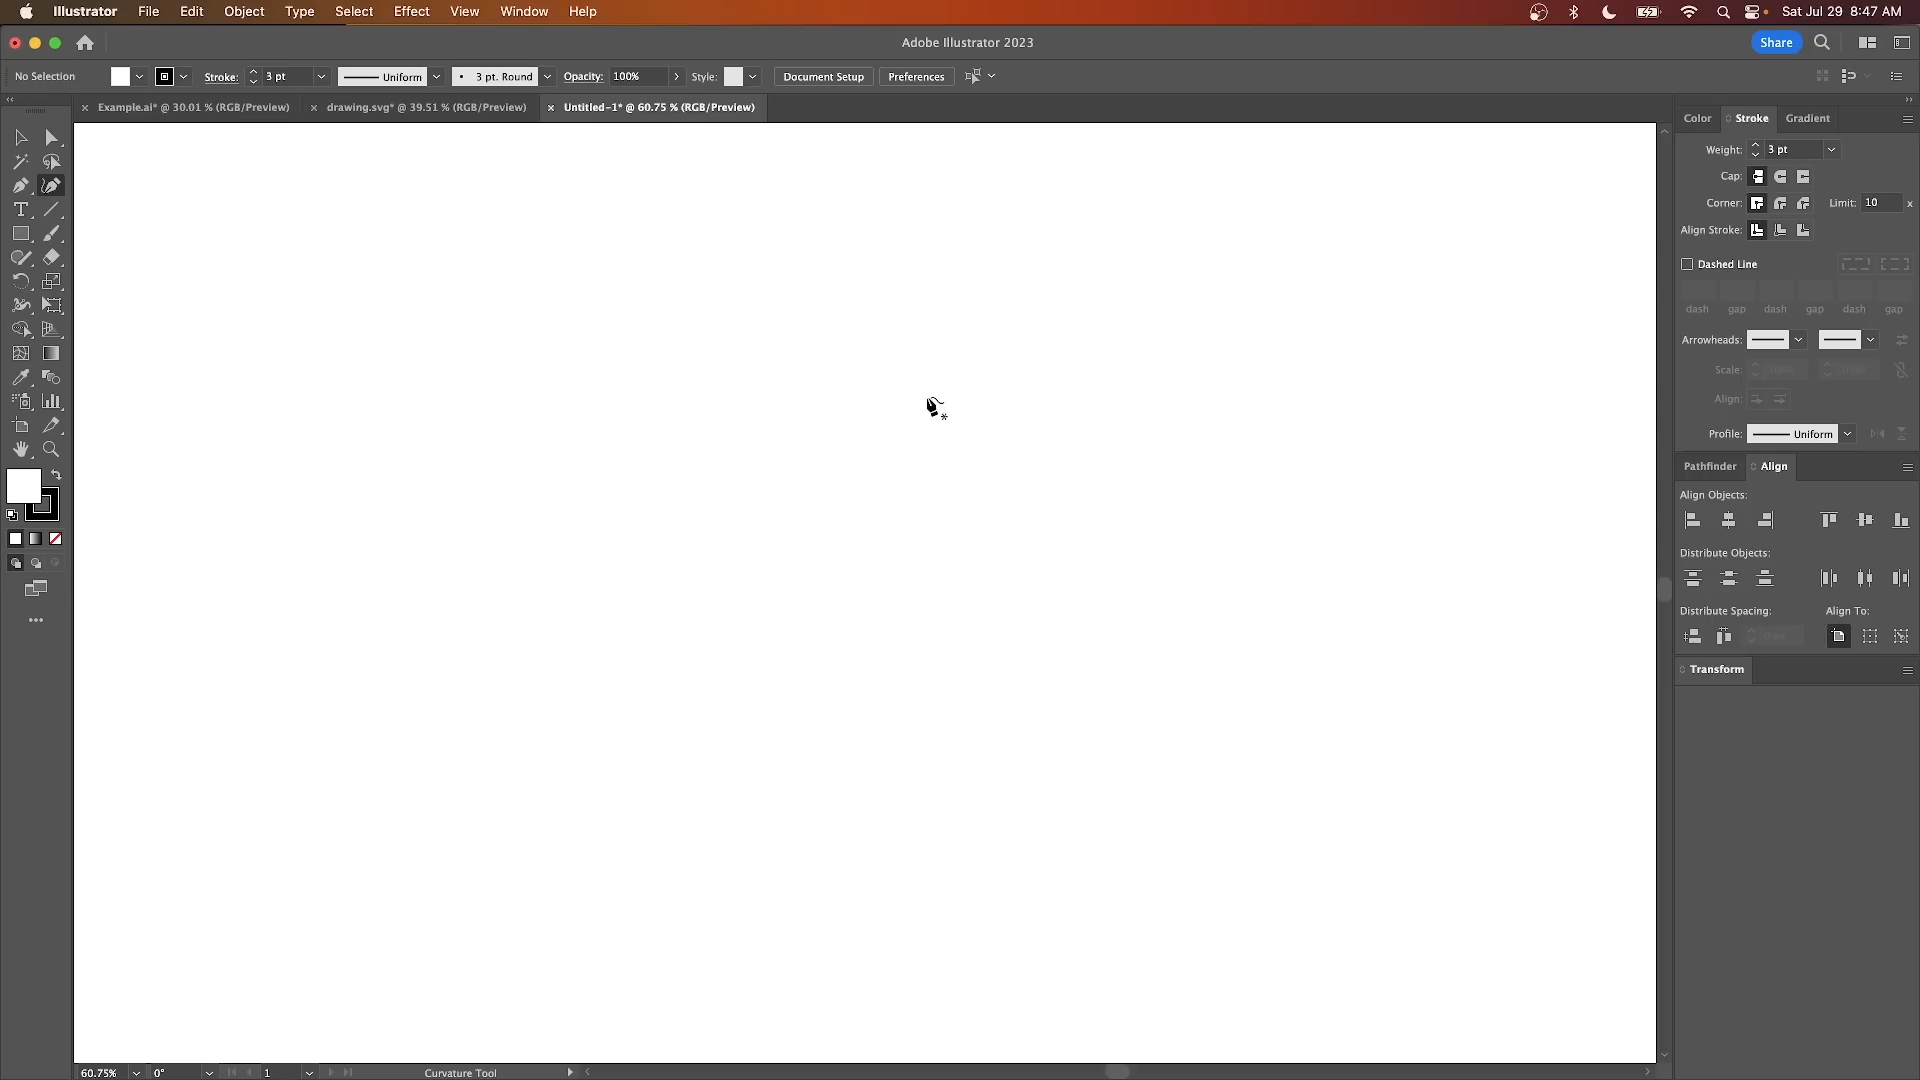 Illustrator File Edit Object Type Select Effect View Window Help Sat Jul 29 8:47 AM
Adobe Illustrator 2023 Share
No Selection Stroke: 3 pt Uniform • 3 pt. Round Opacity: 100% Style: Document Setup Preferences
Example.ai* @ 30.01 % (RGB/Preview) drawing.svg* @ 39.51 % (RGB/Preview) Untitled-1* @ 60.75 % (RGB/Preview)
Color Stroke Gradient
Weight: 3 pt
Cap:
Corner: Limit: 10 x
Align Stroke:
Dashed Line
dash gap dash gap dash gap
Arrowheads:
Scale: 100% 100%
Align:
Profile: Uniform
Pathfinder Align
Align Objects:
Distribute Objects:
Distribute Spacing: Align To:
0 px
Transform
60.75% 0° 1 Curvature Tool